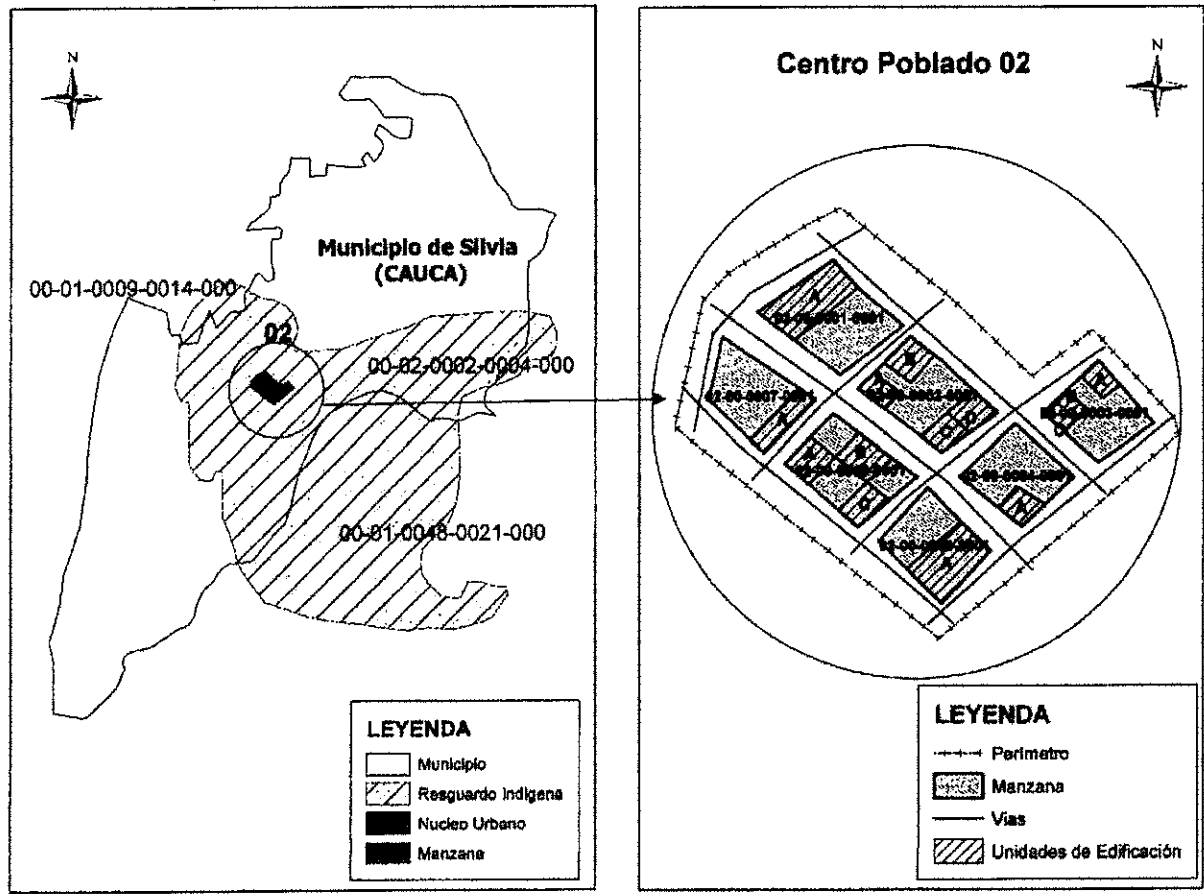 N
Municipio de Silvia
(CAUCA)
00-01-0009-0014-000
02
00-02-0002-0004-000
00-01-0048-0021-000
LEYENDA
Municipio
Resguardo Indigena
Nucleo Urbano
Manzana
Centro Poblado 02
N
A
B
A
C D
A
B
A
C
A B
C
A
A
LEYENDA
Perimetro
Manzana
Vias
Unidades de Edificación